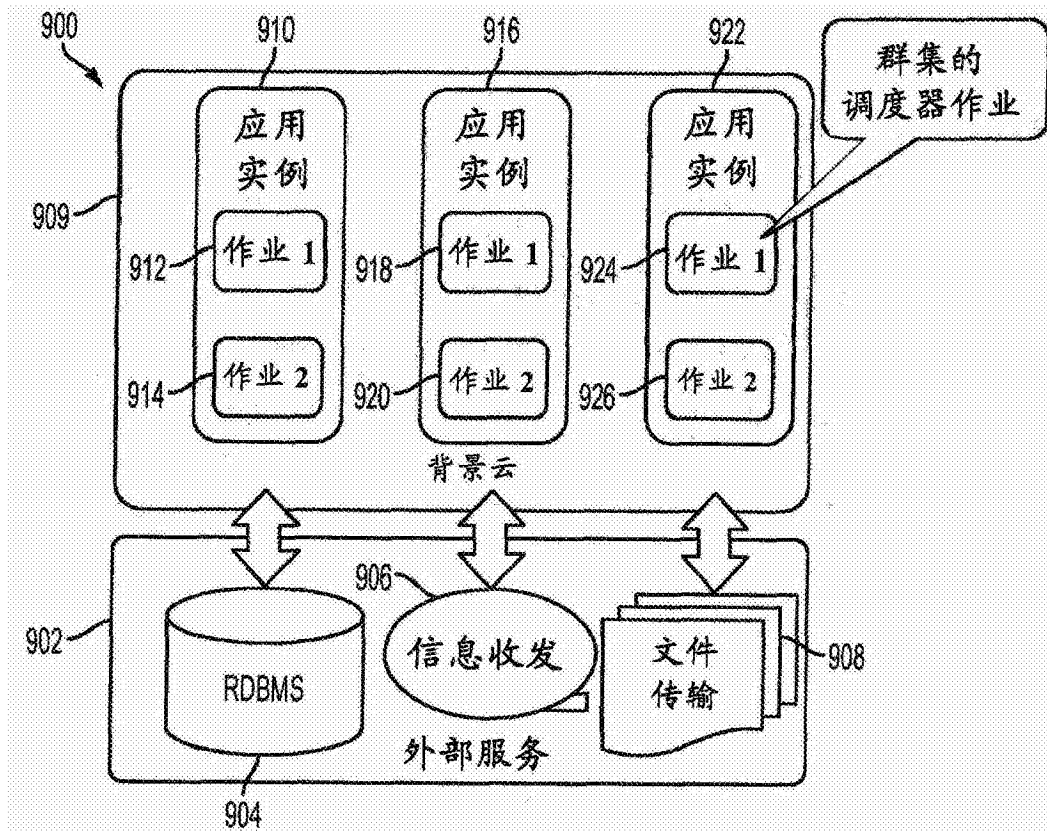 900
910
916
922
群集的
调度器作业
应用
实例
应用
实例
应用
实例
909
912
作业 1
918
作业 1
924
作业 1
914
作业 2
920
作业 2
926
作业 2
背景云
906
902
信息收发
文件
传输
908
RDBMS
外部服务
904